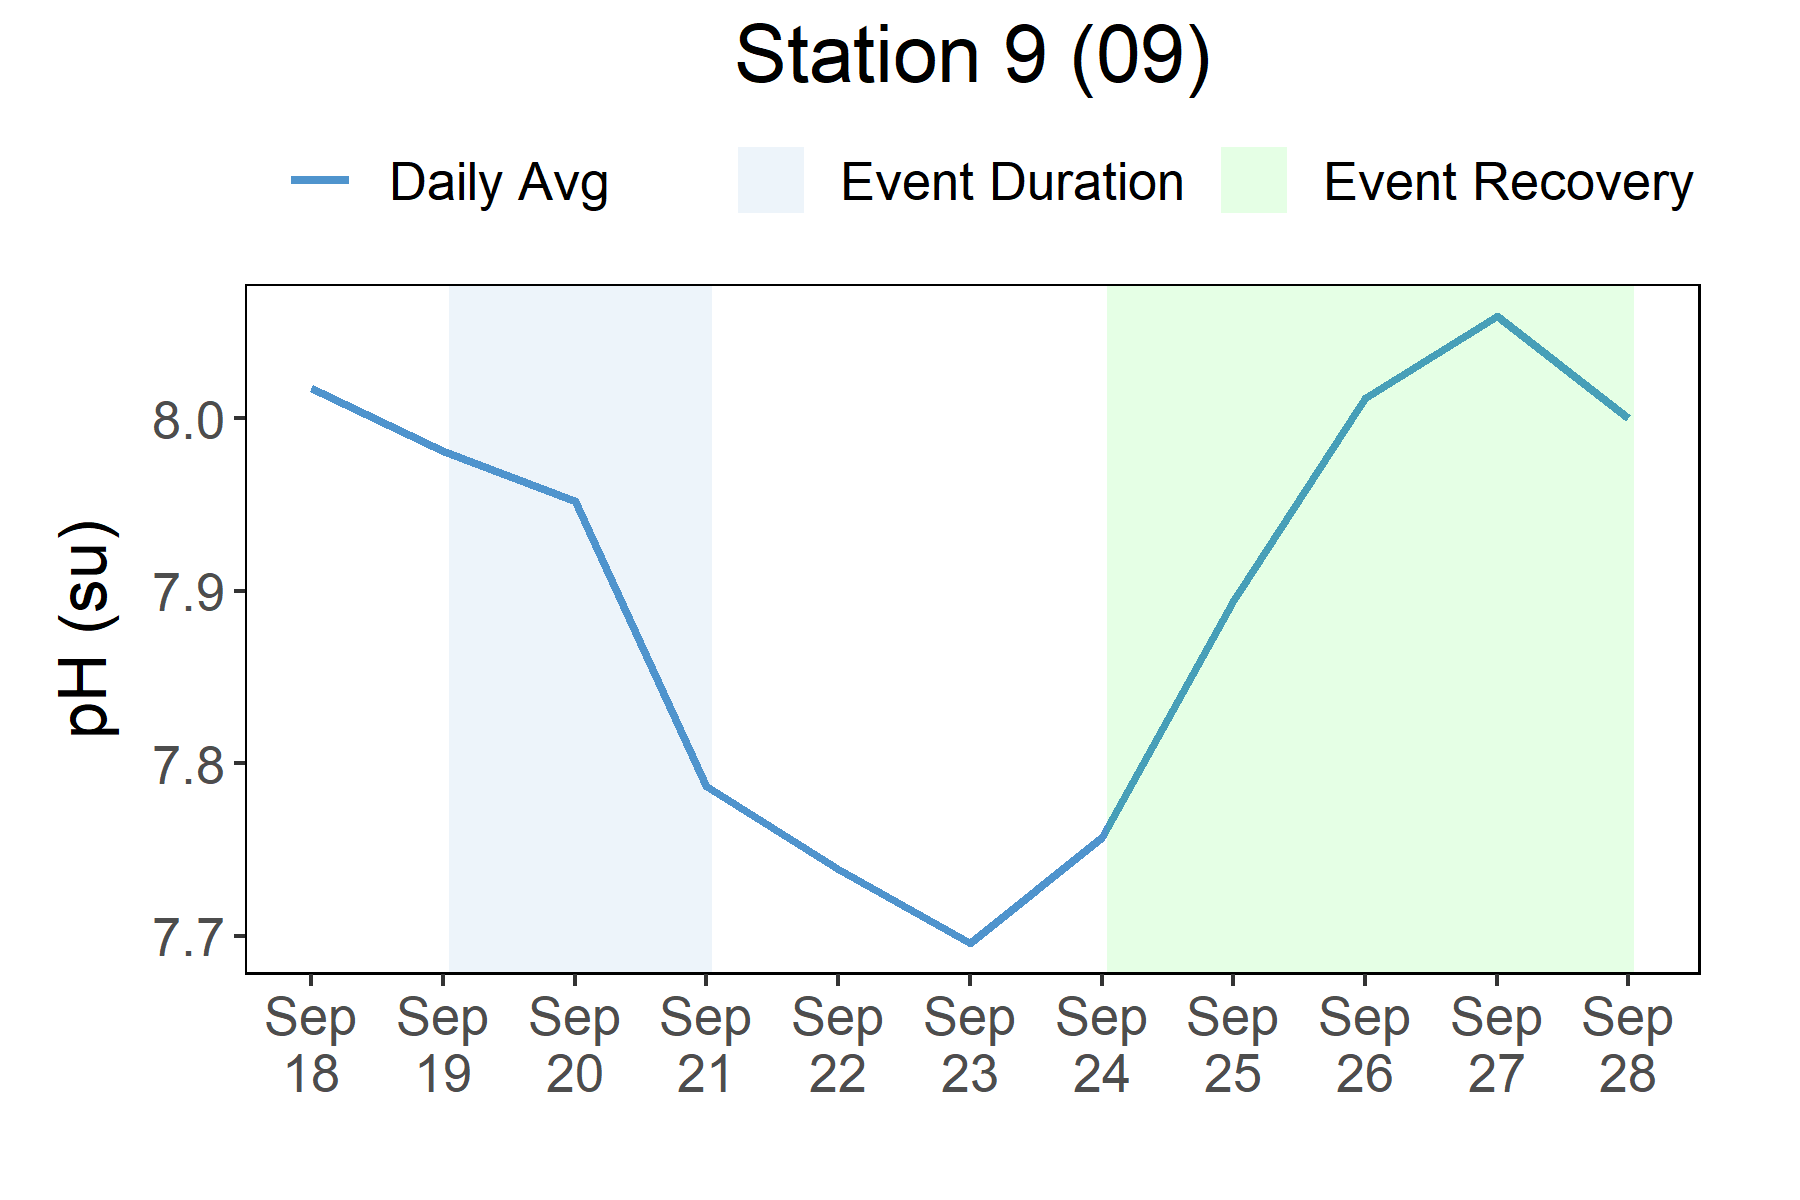 Station 9 (09)
Daily Avg Event Duration Event Recovery
pH (su)
8.0
7.9
7.8
7.7
Sep Sep Sep Sep Sep Sep Sep Sep Sep Sep Sep
18 19 20 21 22 23 24 25 26 27 28